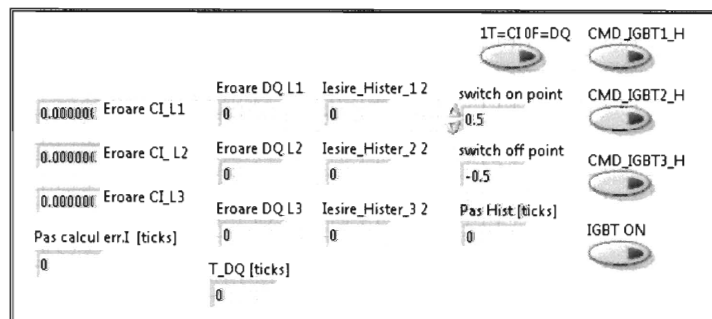 1T=CI 0F=DQ CMD_IGBT1_H
Eroare DQ L1 Iesire_Hister_1 2 switch on point CMD_IGBT2_H
0.000000 Eroare CI_L1 0 0 0.5
0.000000 Eroare CI_ L2 Eroare DQ L2 Iesire_Hister_2 2 switch off point
0 0 -0.5 CMD_IGBT3_H
0.000000 Eroare CI_L3 Eroare DQ L3 Iesire_Hister_3 2 Pas Hist [ticks]
Pas calcul err.I [ticks] 0 0 0 IGBT ON
0 T_DQ [ticks]
0